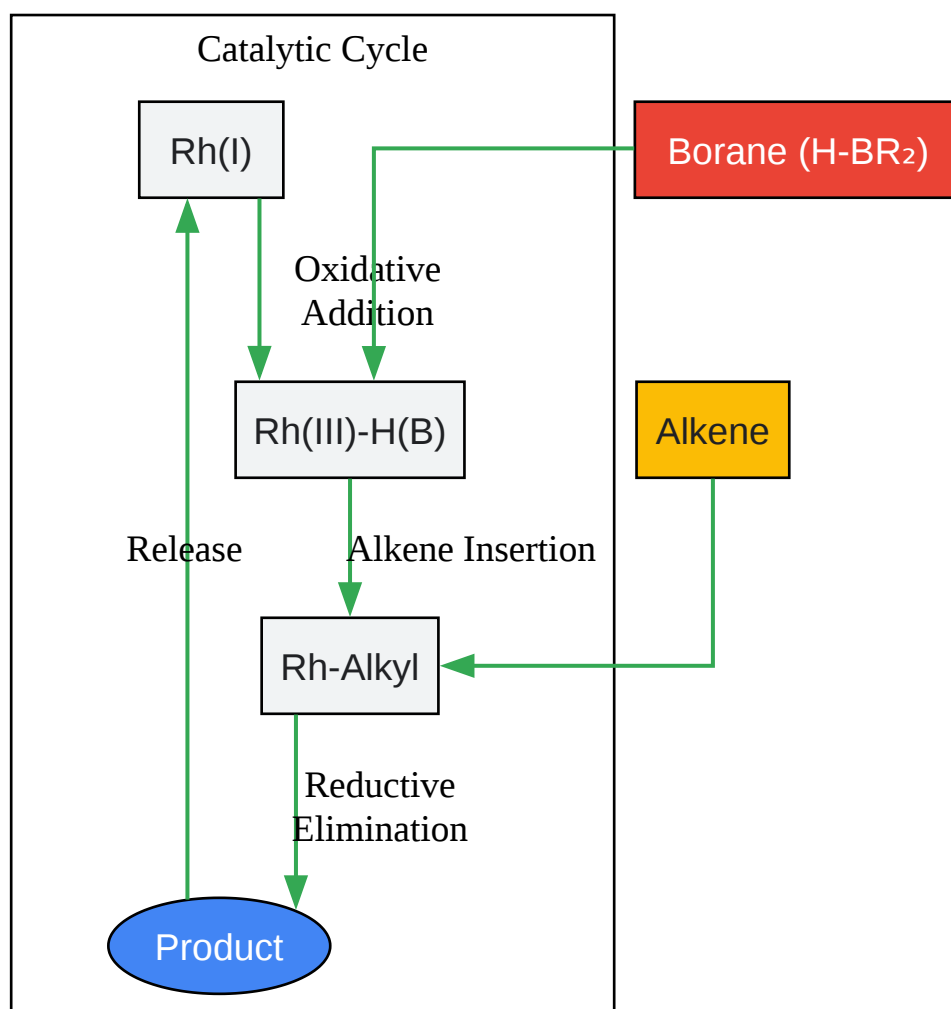 Catalytic Cycle
Rh(I)
Borane (H-BR₂)
Oxidative
Addition
Rh(III)-H(B)
Alkene
Release
Alkene Insertion
Rh-Alkyl
Reductive
Elimination
Product